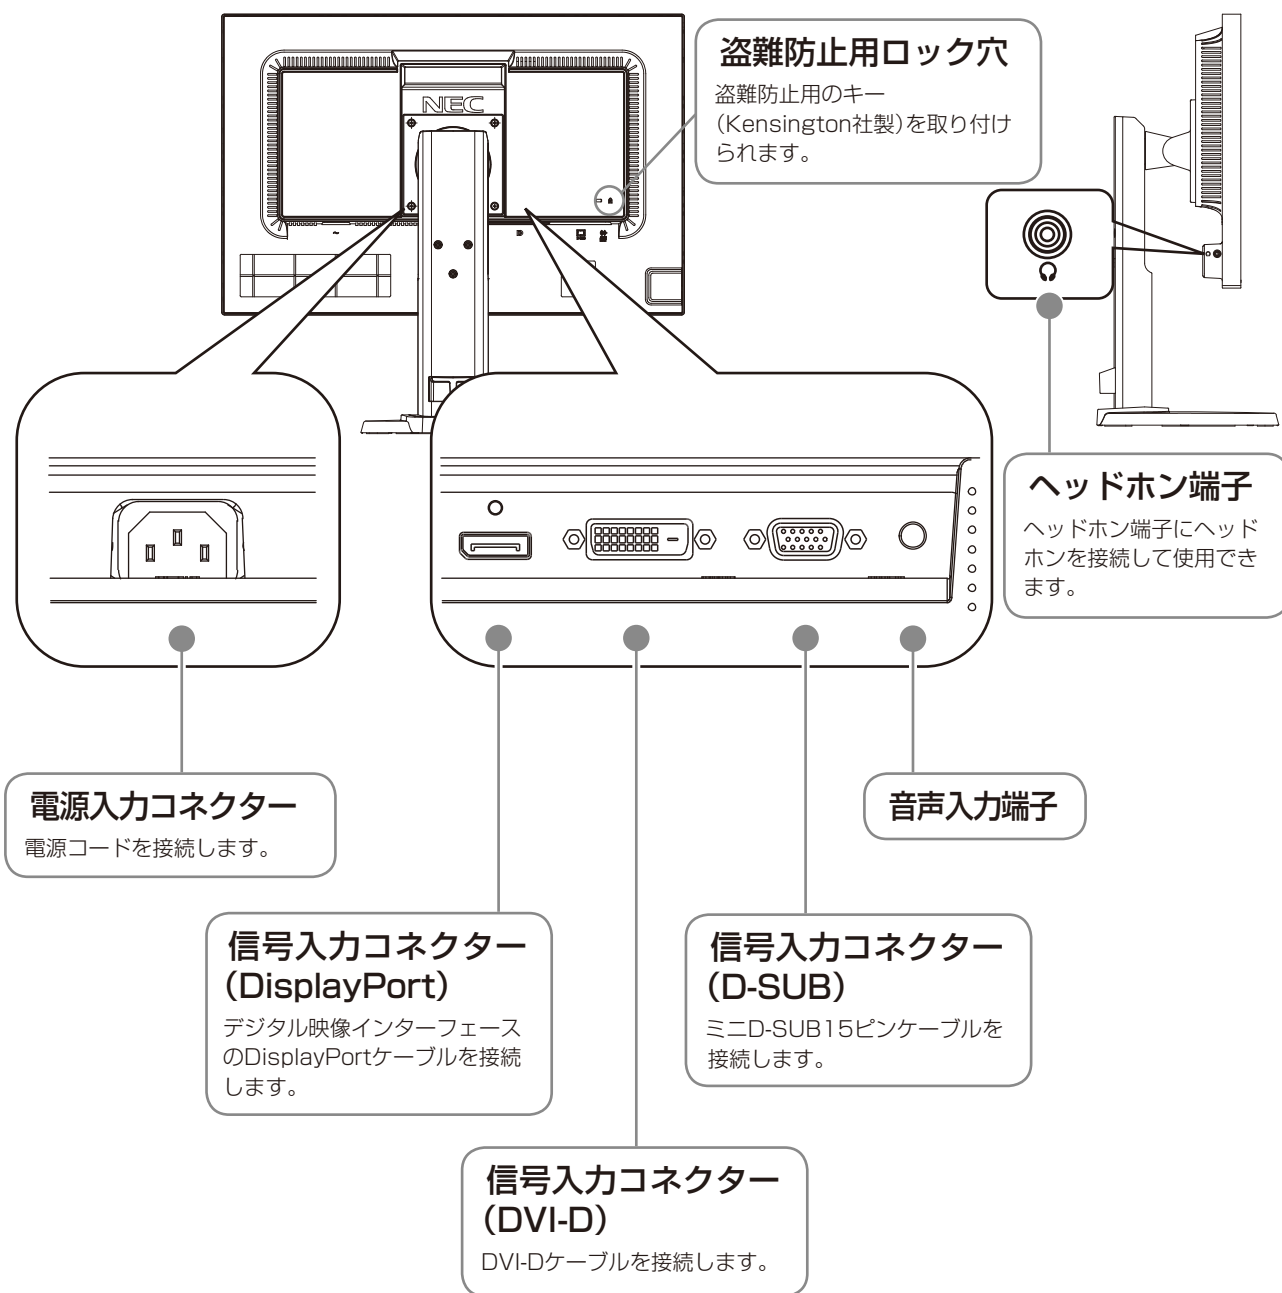 NEC
盗難防止用ロック穴
盗難防止用のキー
（Kensington社製）を取り付け
られます。
ヘッドホン端子
ヘッドホン端子にヘッド
ホンを接続して使用でき
ます。
電源入力コネクター
電源コードを接続します。
音声入力端子
信号入力コネクター
（DisplayPort）
デジタル映像インターフェース
のDisplayPortケーブルを接続
します。
信号入力コネクター
（D-SUB）
ミニD-SUB15ピンケーブルを
接続します。
信号入力コネクター
（DVI-D）
DVI-Dケーブルを接続します。